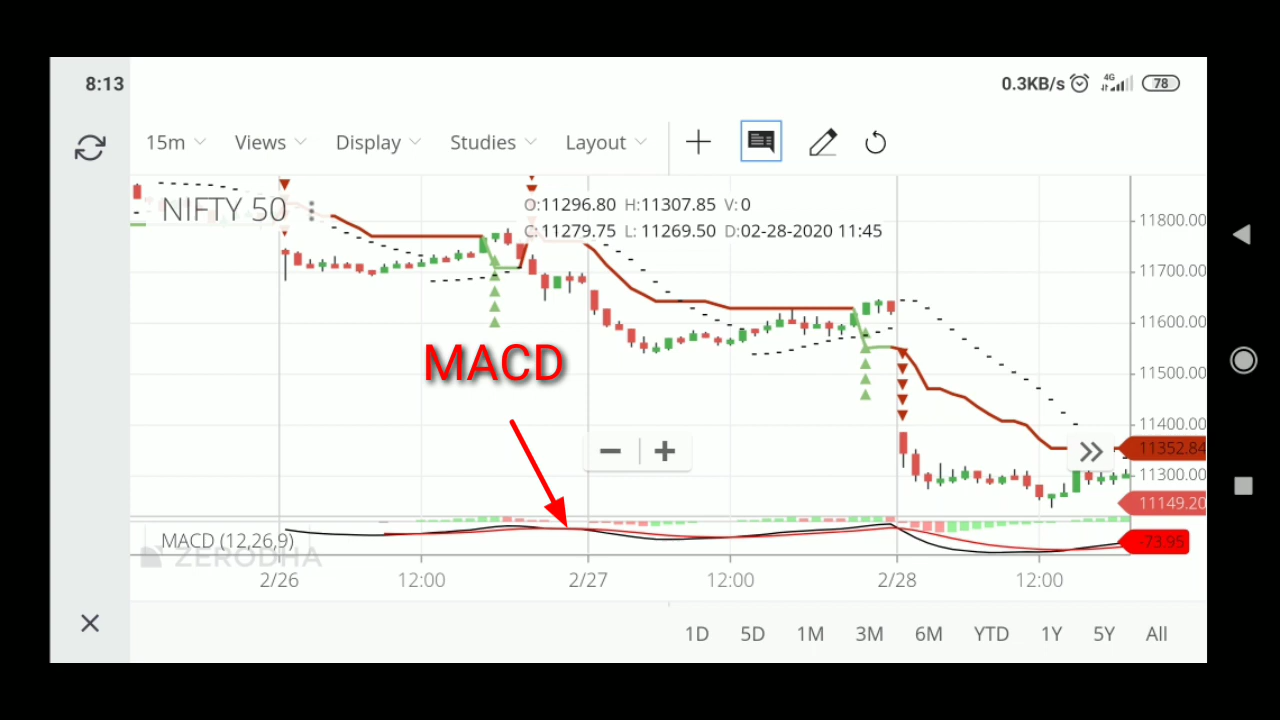 8:13
0.3KB/s 4G 78
15m Views Display Studies Layout
NIFTY 50
O:11296.80 H:11307.85 V:0
C:11279.75 L:11269.50 D:02-28-2020 11:45
11800.00
11700.00
11600.00
11500.00
11400.00
11352.84
11300.00
11149.20
MACD
MACD (12,26,9)
-73.95
ZERODHA
2/26 12:00 2/27 12:00 2/28 12:00
1D 5D 1M 3M 6M YTD 1Y 5Y All